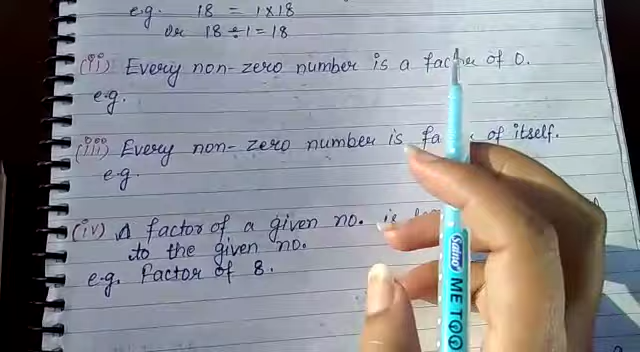 e.g. 18 = 1×18
or 18÷1=18
(ii) Every non-zero number is a factor of 0.
e.g.
(iii) Every non-zero number is fa of itself.
e.g.
(iv) A factor of a given no. is
to the given no.
e.g. Factor of 8.
Saino ME TOO